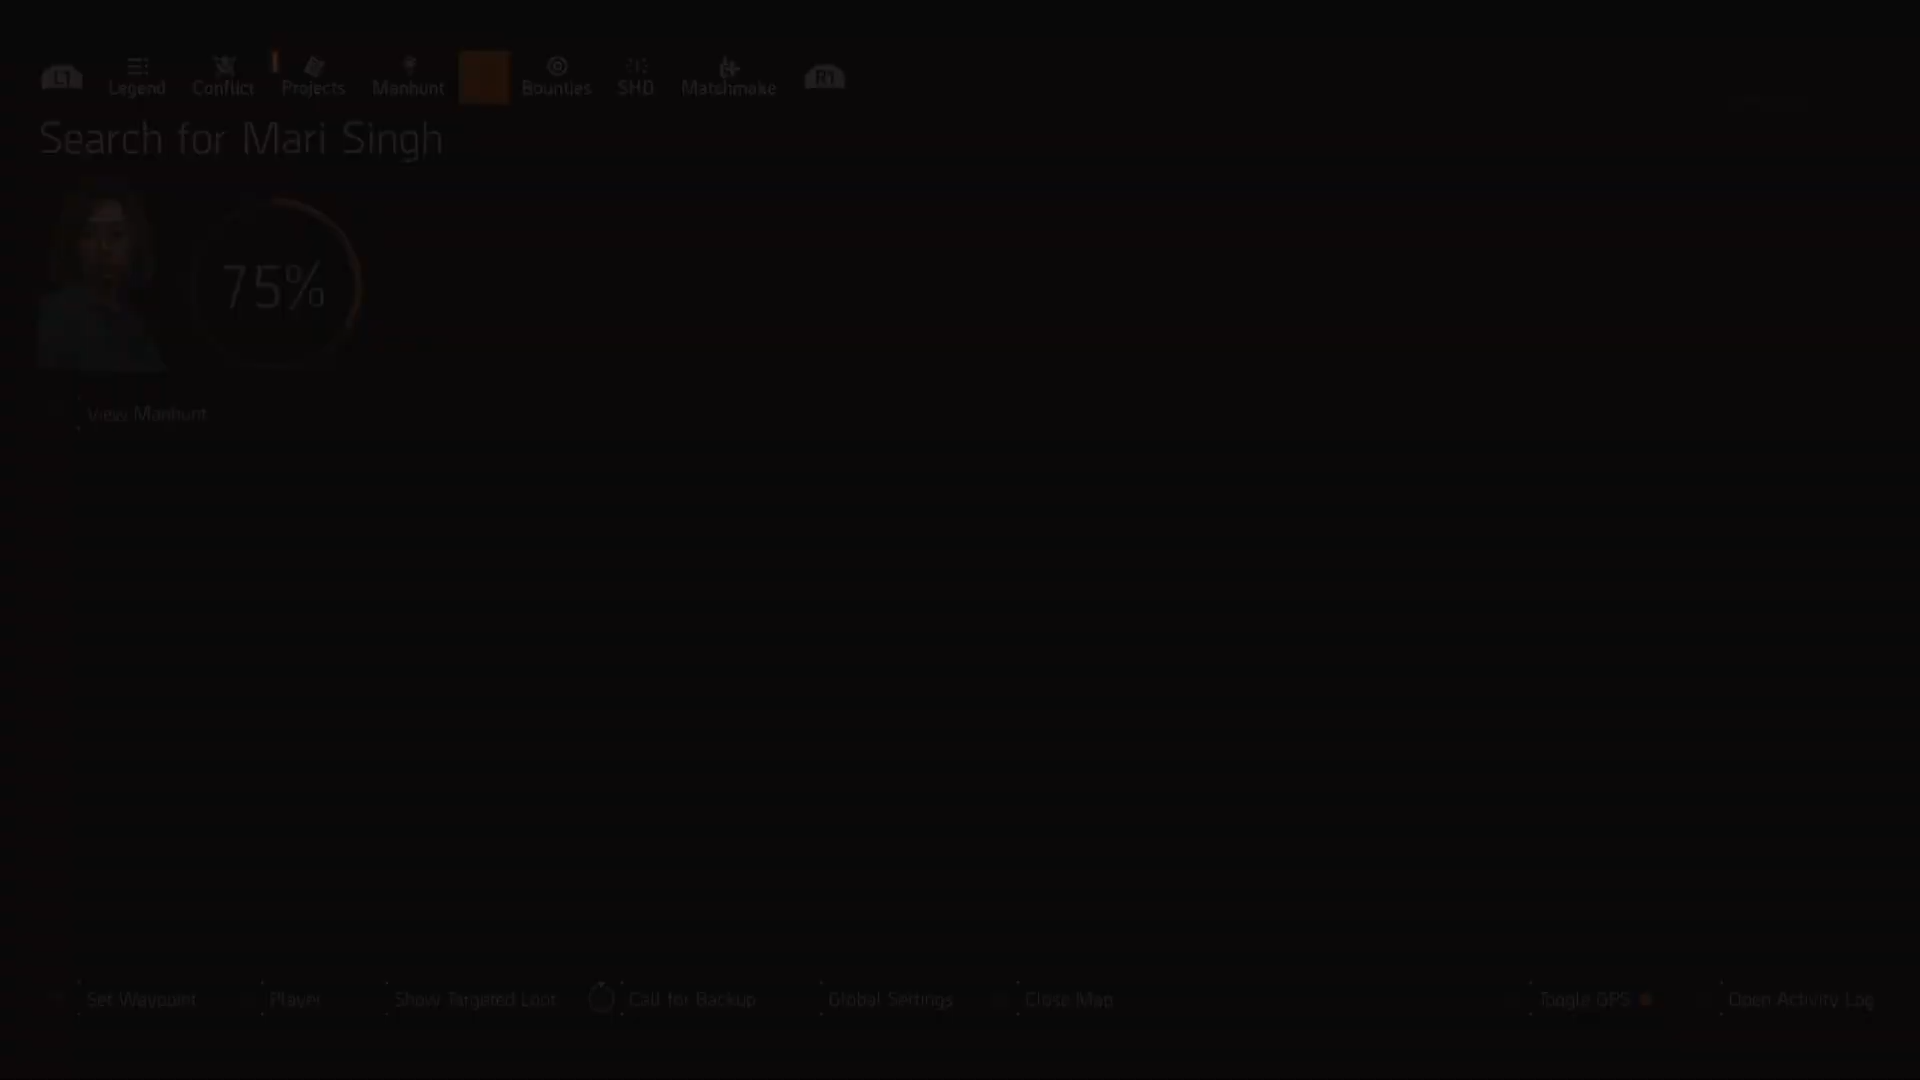 L1 Legend Conflict Projects Manhunt Bounties SHD Matchmake R1
Search for Mari Singh
75%
View Manhunt
Set Waypoint Player Show Targeted Loot Call for Backup Global Settings Close Map Toggle GPS Open Activity Log